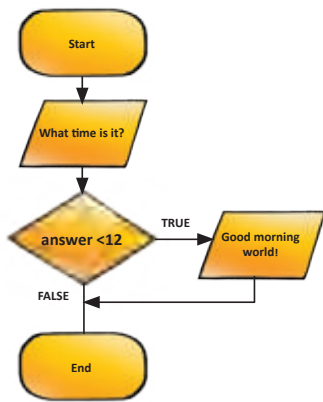 Start
What time is it?
answer <12
TRUE
Good morning
world!
FALSE
End